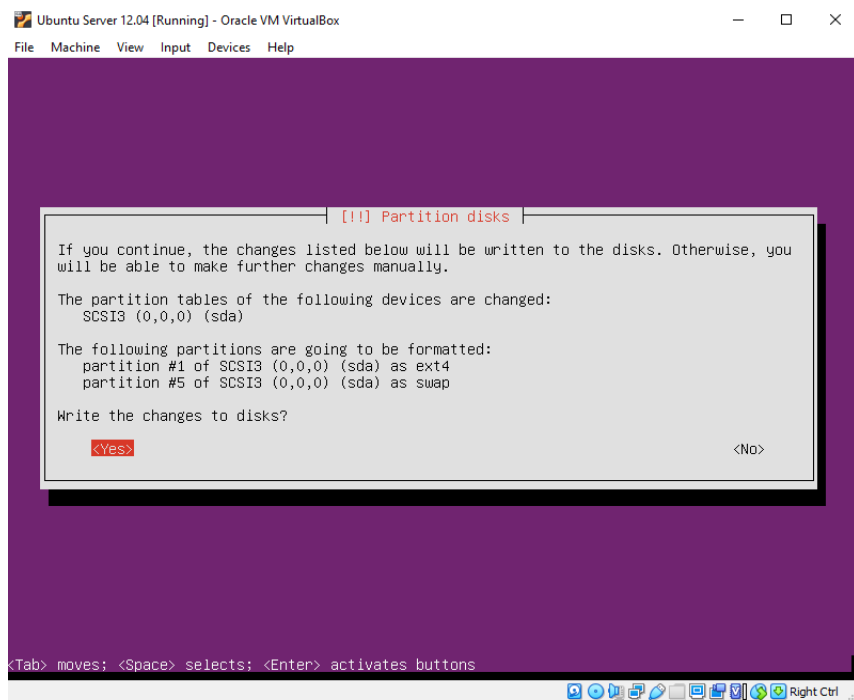 Ubuntu Server 12.04 [Running] - Oracle VM VirtualBox
File Machine View Input Devices Help
[!!] Partition disks
If you continue, the changes listed below will be written to the disks. Otherwise, you
will be able to make further changes manually.
The partition tables of the following devices are changed:
SCSI3 (0,0,0) (sda)
The following partitions are going to be formatted:
partition #1 of SCSI3 (0,0,0) (sda) as ext4
partition #5 of SCSI3 (0,0,0) (sda) as swap
Write the changes to disks?
<Yes> <No>
<Tab> moves; <Space> selects; <Enter> activates buttons
Right Ctrl